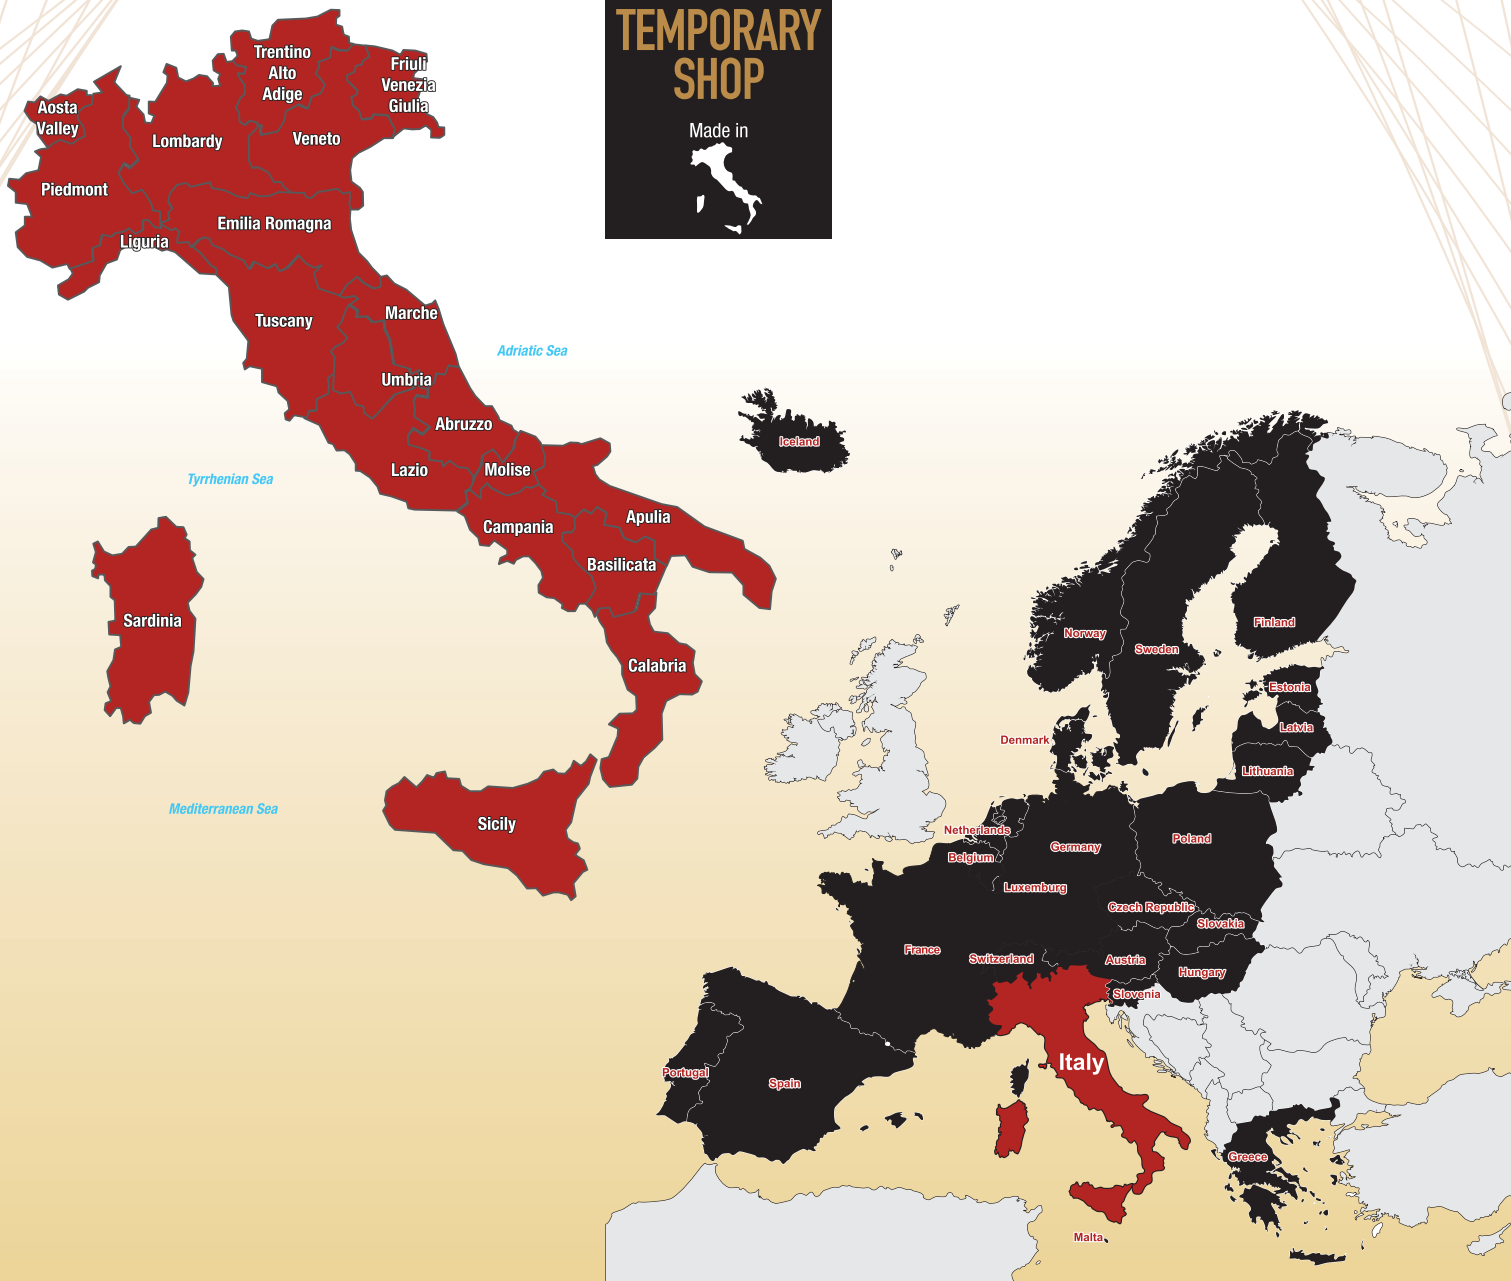 TEMPORARY
SHOP
Made in
Trentino
Alto
Adige
Friuli
Venezia
Giulia
Aosta
Valley
Lombardy
Veneto
Piedmont
Emilia Romagna
Liguria
Tuscany
Marche
Adriatic Sea
Umbria
Abruzzo
Lazio
Molise
Tyrrhenian Sea
Campania
Apulia
Basilicata
Sardinia
Calabria
Mediterranean Sea
Sicily
Iceland
Norway
Sweden
Finland
Estonia
Latvia
Denmark
Lithuania
Netherlands
Poland
Germany
Belgium
Luxemburg
Czech Republic
Slovakia
France
Switzerland
Austria
Hungary
Slovenia
Italy
Portugal
Spain
Greece
Malta